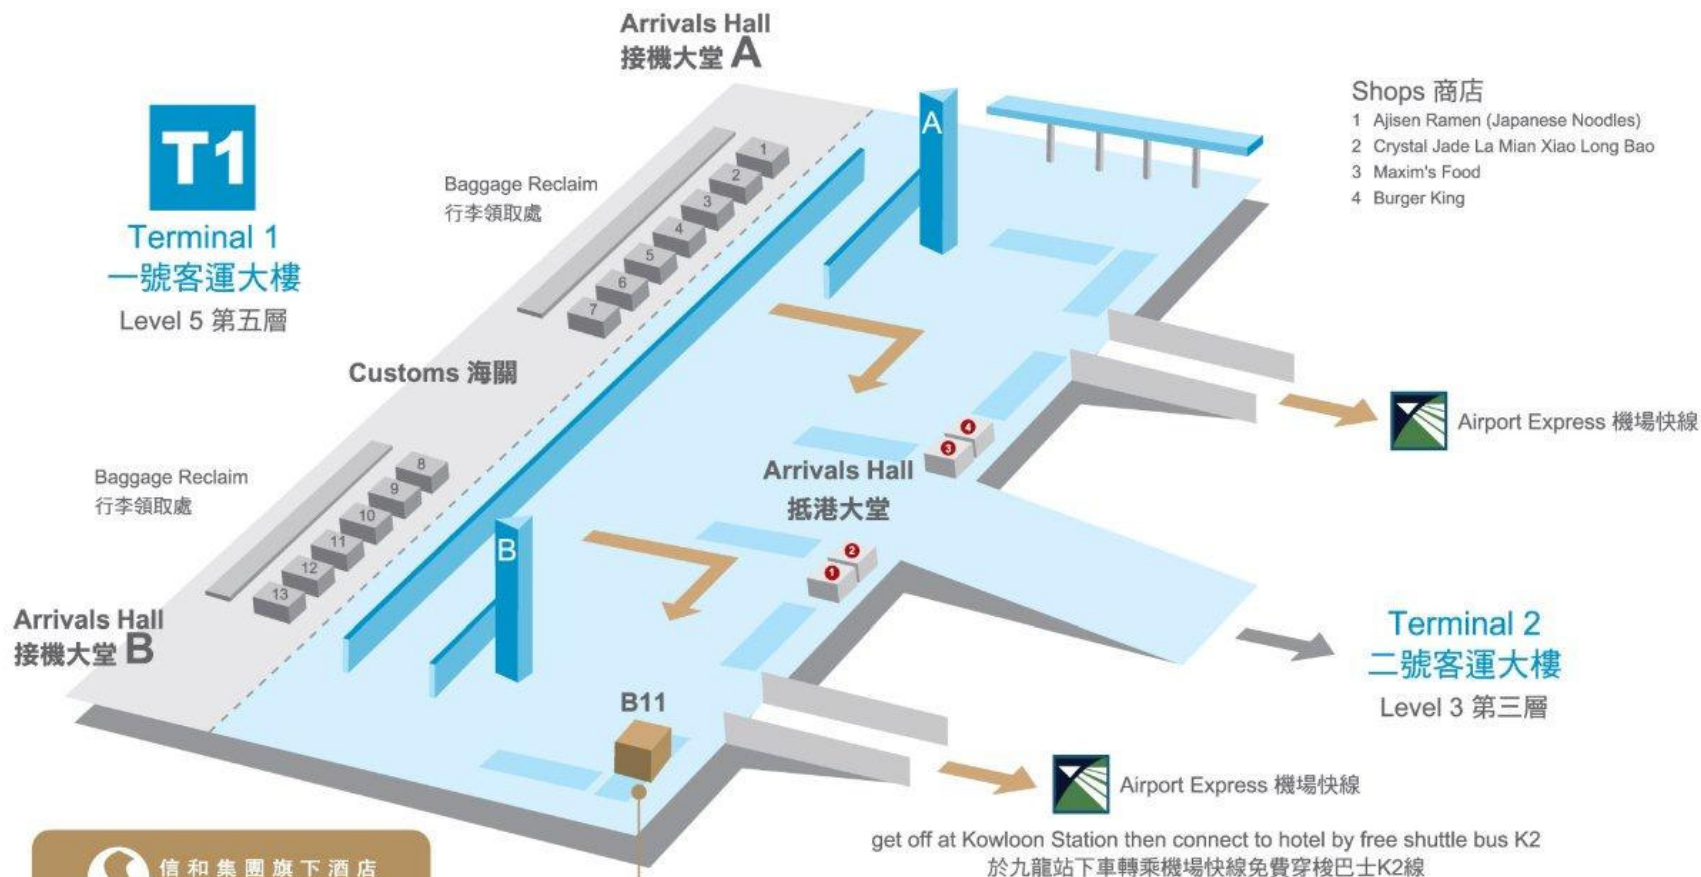 Arrivals Hall
接機大堂 A
T1
Terminal 1
一號客運大樓
Level 5 第五層
Baggage Reclaim
行李領取處
1
2
3
4
5
6
7
A
Shops 商店
1 Ajisen Ramen (Japanese Noodles)
2 Crystal Jade La Mian Xiao Long Bao
3 Maxim's Food
4 Burger King
Customs 海關
Airport Express 機場快線
4
3
Arrivals Hall
抵港大堂
2
1
Baggage Reclaim
行李領取處
8
9
10
11
12
13
B
Arrivals Hall
接機大堂 B
Terminal 2
二號客運大樓
Level 3 第三層
B11
Airport Express 機場快線
get off at Kowloon Station then connect to hotel by free shuttle bus K2
於九龍站下車轉乘機場快線免費穿梭巴士K2線
信和集團旗下酒店